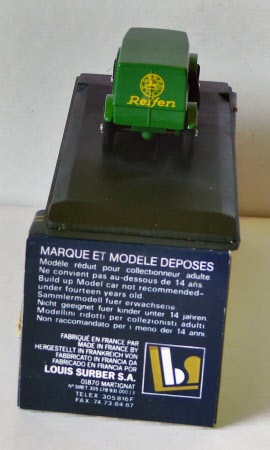 Reifen
MARQUE ET MODELE DEPOSES
Modéle réduit pour collectionneur adulte
Ne convient pas au-dessous de 14 ans
Build up Model car not recommended-
under fourteen years old.
Sammlermodell fuer erwachsene
Nicht geeignet fuer kinder unter 14 jahren
Modellini ridotti per collezionisti adulti
Non raccomandato per i meno dei 14 anni
FABRIQUÉ EN FRANCE PAR
MADE IN FRANCE BY
HERGESTELLT IN FRANKREICH VON
FABBRICATO IN FRANCIA DA
FABRICADO EN FRANCIA POR
LOUIS SURBER S.A.
01870 MARTIGNAT
TELEX 305816F
FAX 74.73.84.67